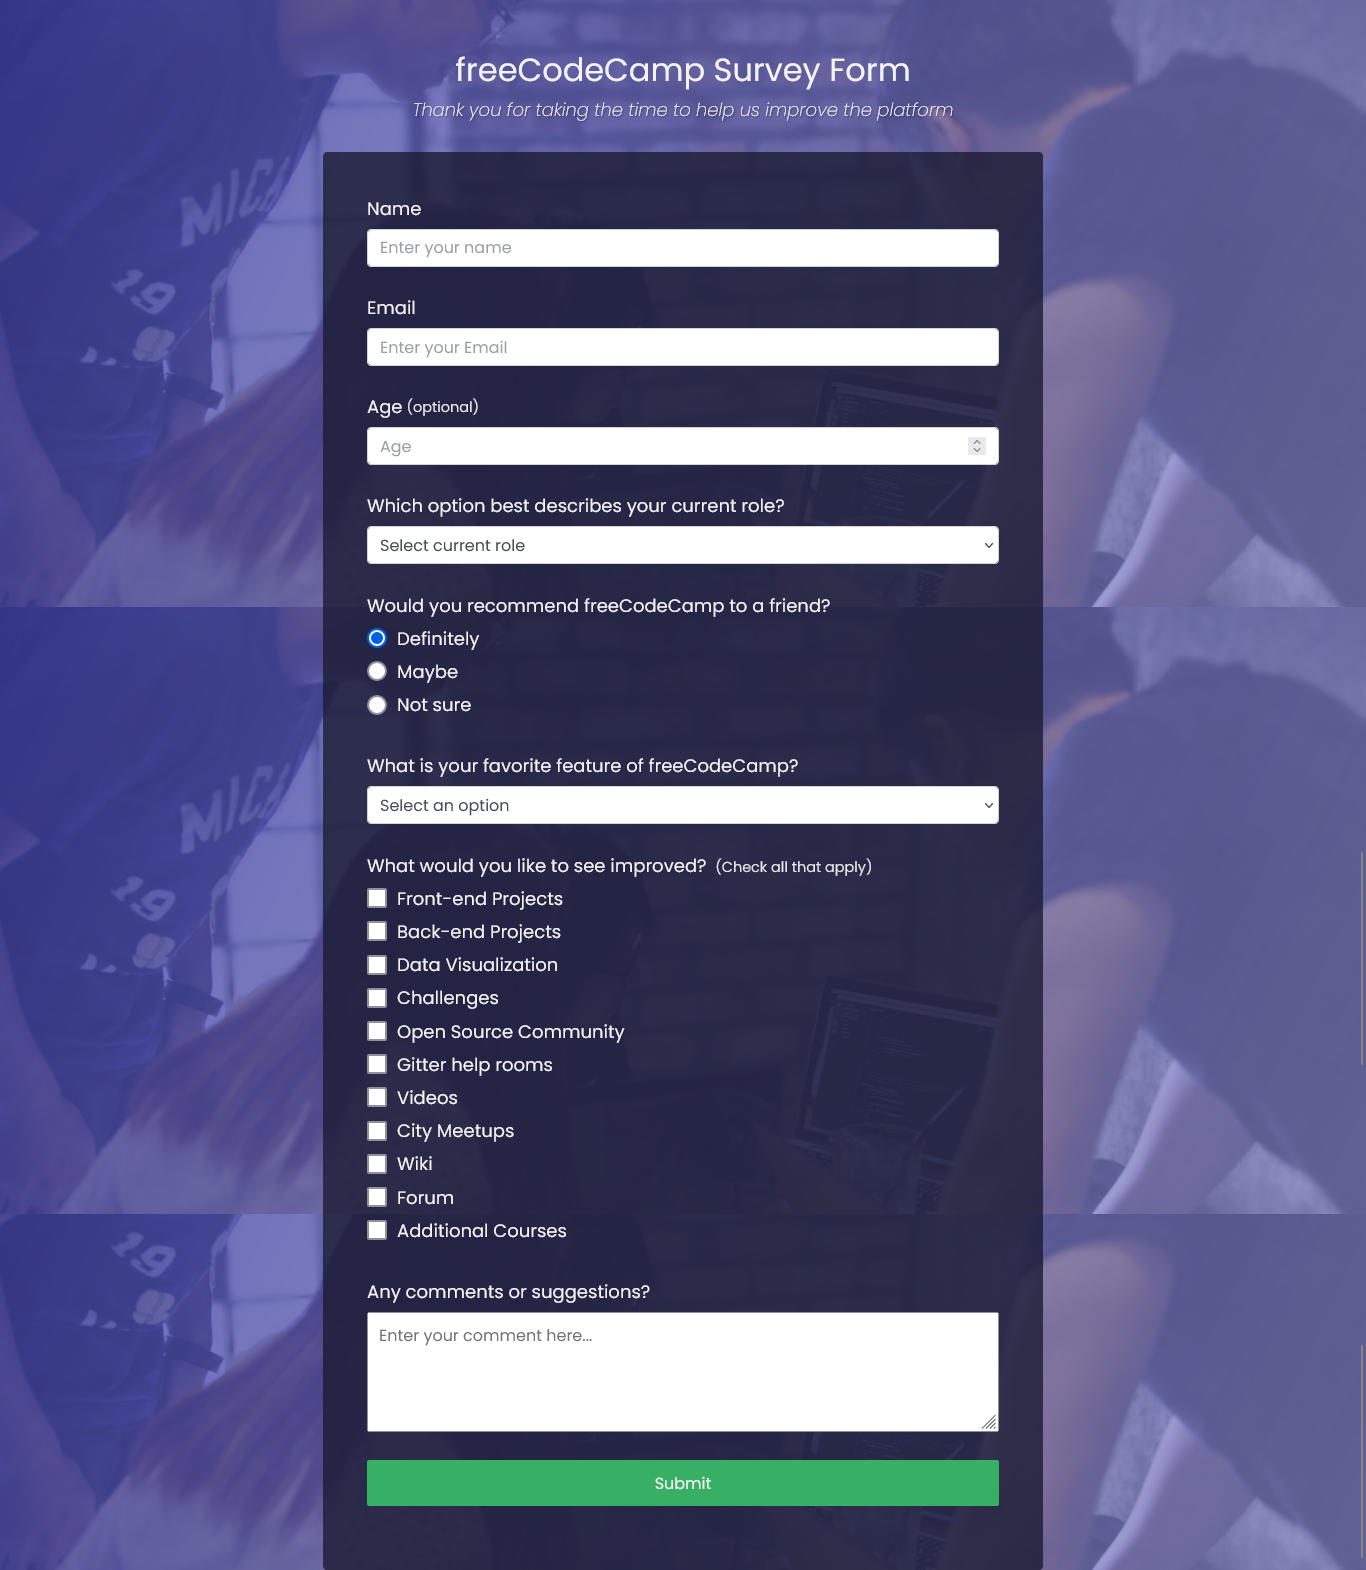 freeCodeCamp Survey Form
Thank you for taking the time to help us improve the platform
Name
Enter your name
Email
Enter your Email
Age (optional)
Age
Which option best describes your current role?
Select current role
Would you recommend freeCodeCamp to a friend?
Definitely
Maybe
Not sure
What is your favorite feature of freeCodeCamp?
Select an option
What would you like to see improved? (Check all that apply)
Front-end Projects
Back-end Projects
Data Visualization
Challenges
Open Source Community
Gitter help rooms
Videos
City Meetups
Wiki
Forum
Additional Courses
Any comments or suggestions?
Enter your comment here...
Submit
MICH
19
MICH
19
19